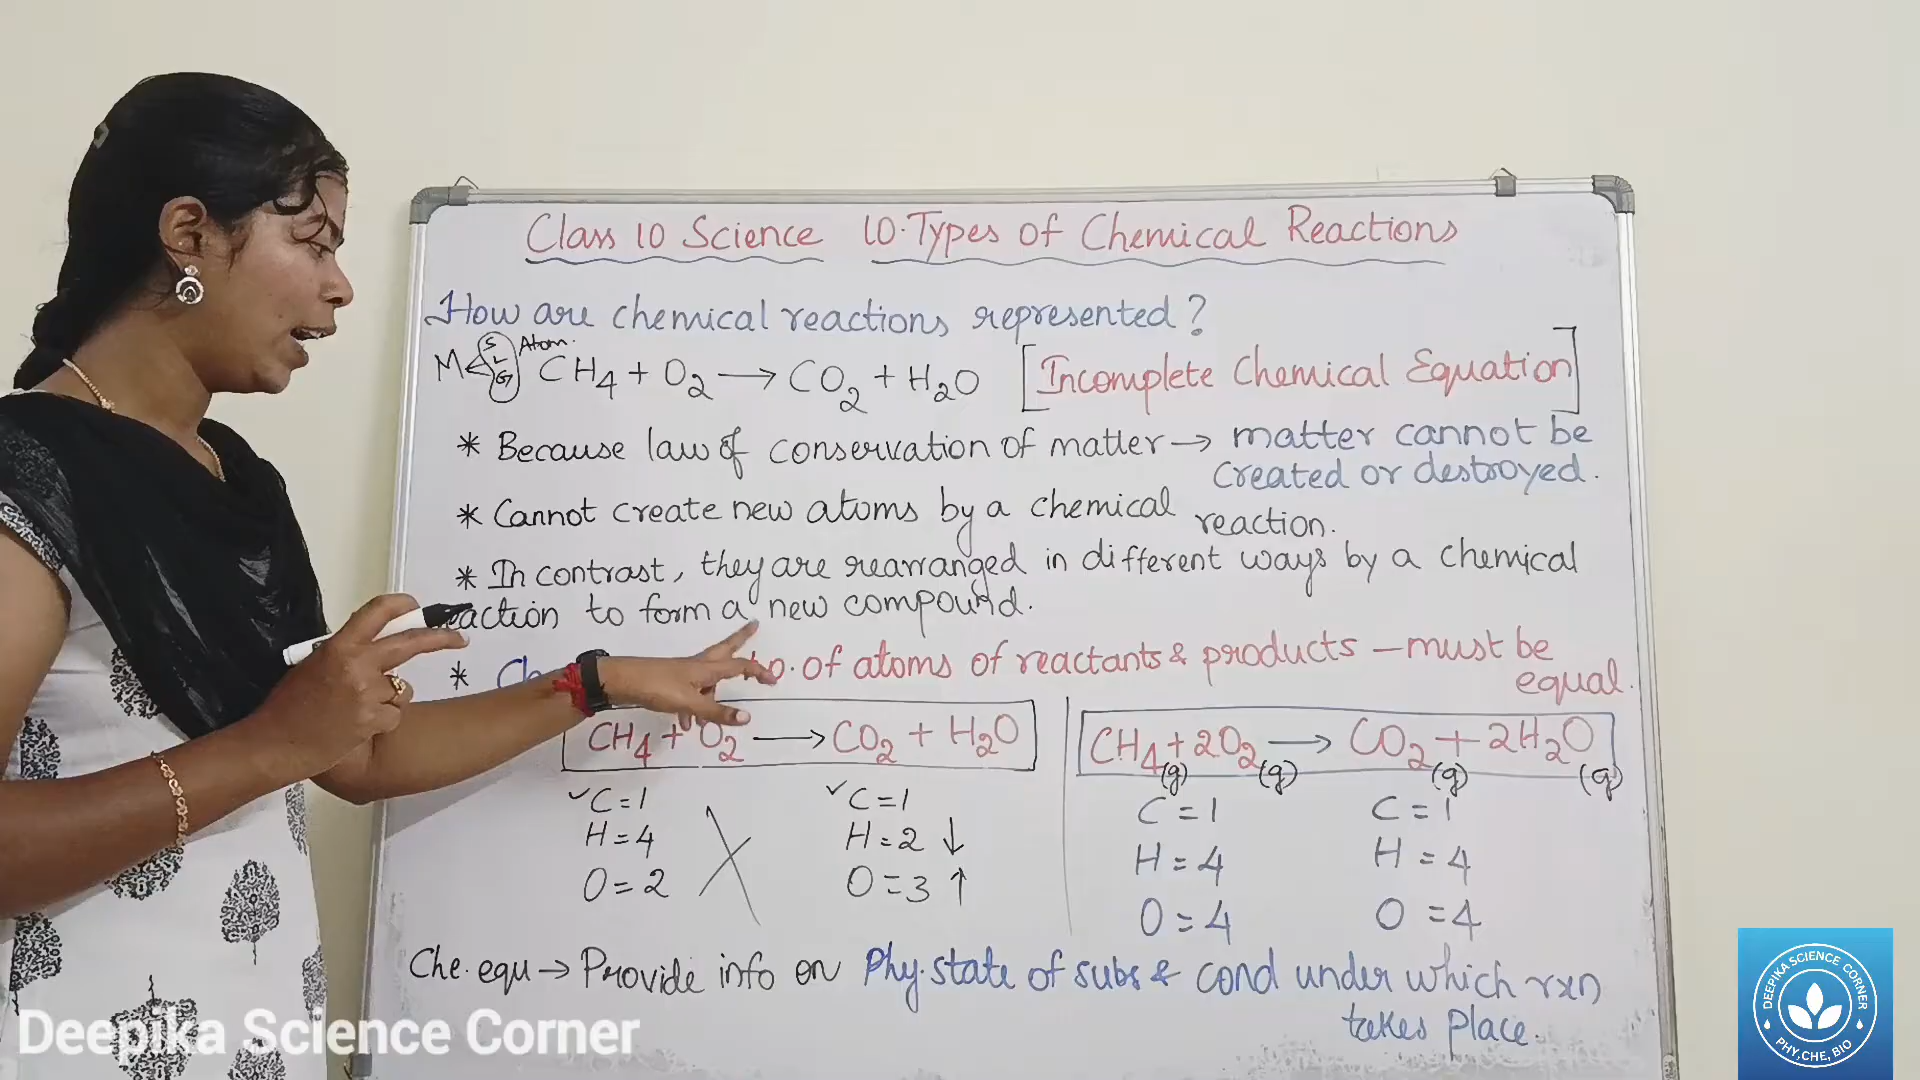 Class 10 Science 10. Types of Chemical Reactions
How are chemical reactions represented?
M S L G Atom. CH4 + O2 → CO2 + H2O [Incomplete Chemical Equation]
* Because law of conservation of matter → matter cannot be
created or destroyed.
* Cannot create new atoms by a chemical reaction.
* In contrast, they are rearranged in different ways by a chemical
eaction to form a new compound.
* no. of atoms of reactants & products – must be
equal.
CH4 + O2 → CO2 + H2O
✓C=1 ✓C=1
H=4 H=2 ↓
O=2 O=3 ↑
CH4(g) + 2O2(g) → CO2(g) + 2H2O(g)
C=1 C=1
H=4 H=4
O=4 O=4
Che. equ → Provide info on Phy. state of subs & cond under which rxn
takes place.
Deepika Science Corner
DEEPIKA SCIENCE CORNER
PHY, CHE, BIO